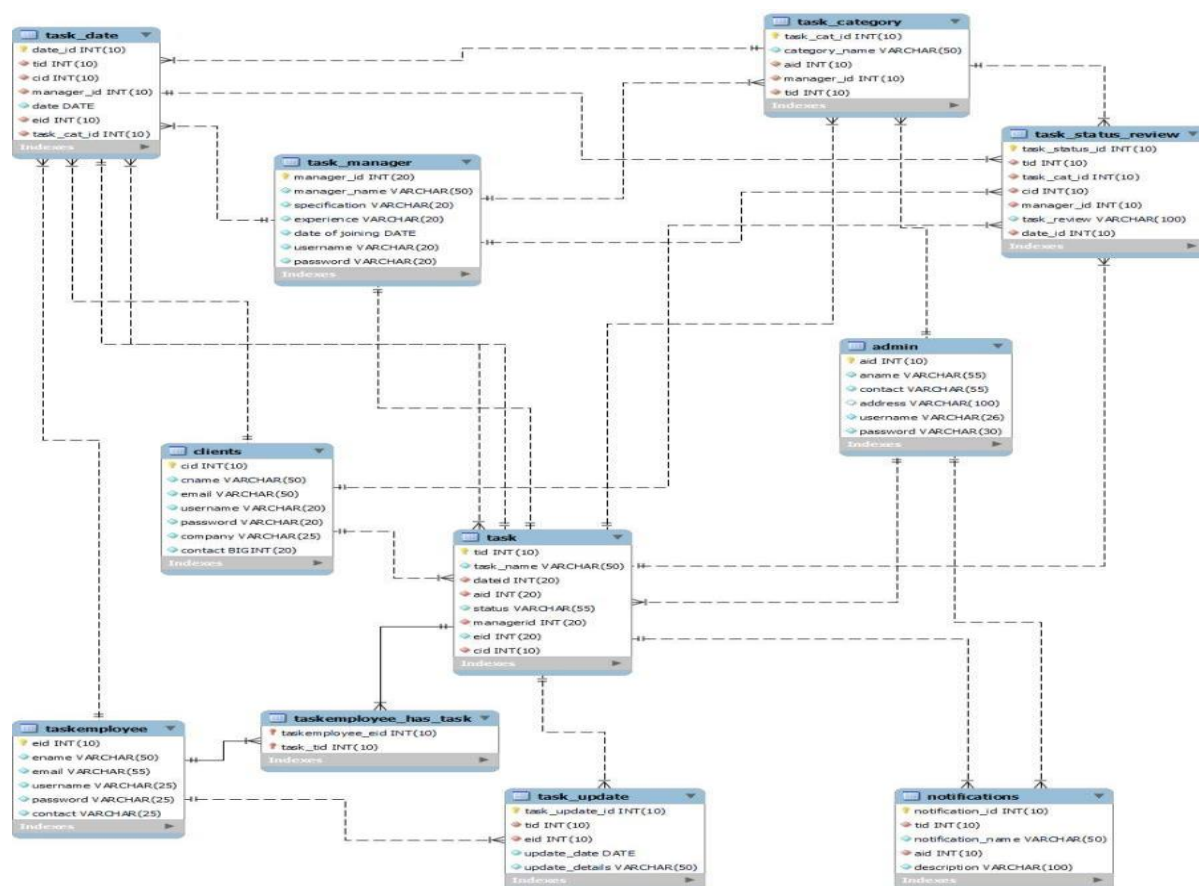 task_date
date_id INT(10)
tid INT(10)
cid INT(10)
manager_id INT(10)
date DATE
eid INT(10)
task_cat_id INT(10)
Indexes
task_category
task_cat_id INT(10)
category_name VARCHAR(50)
aid INT(10)
manager_id INT(10)
tid INT(10)
Indexes
task_status_review
task_status_id INT(10)
tid INT(10)
task_cat_id INT(10)
cid INT(10)
manager_id INT(10)
task_review VARCHAR(100)
date_id INT(10)
Indexes
task_manager
manager_id INT(20)
manager_name VARCHAR(50)
specification VARCHAR(20)
experience VARCHAR(20)
date of joining DATE
username VARCHAR(20)
password VARCHAR(20)
Indexes
admin
aid INT(10)
aname VARCHAR(55)
contact VARCHAR(55)
address VARCHAR(100)
username VARCHAR(26)
password VARCHAR(30)
Indexes
clients
cid INT(10)
cname VARCHAR(50)
email VARCHAR(50)
username VARCHAR(20)
password VARCHAR(20)
company VARCHAR(25)
contact BIGINT(20)
Indexes
task
tid INT(10)
task_name VARCHAR(50)
dateid INT(20)
aid INT(20)
status VARCHAR(55)
managerid INT(20)
eid INT(20)
cid INT(10)
Indexes
taskemployee_has_task
taskemployee_eid INT(10)
task_tid INT(10)
Indexes
taskemployee
eid INT(10)
ename VARCHAR(50)
email VARCHAR(55)
username VARCHAR(25)
password VARCHAR(25)
contact VARCHAR(25)
Indexes
task_update
task_update_id INT(10)
tid INT(10)
eid INT(10)
update_date DATE
update_details VARCHAR(50)
Indexes
notifications
notification_id INT(10)
tid INT(10)
notification_name VARCHAR(50)
aid INT(10)
description VARCHAR(100)
Indexes